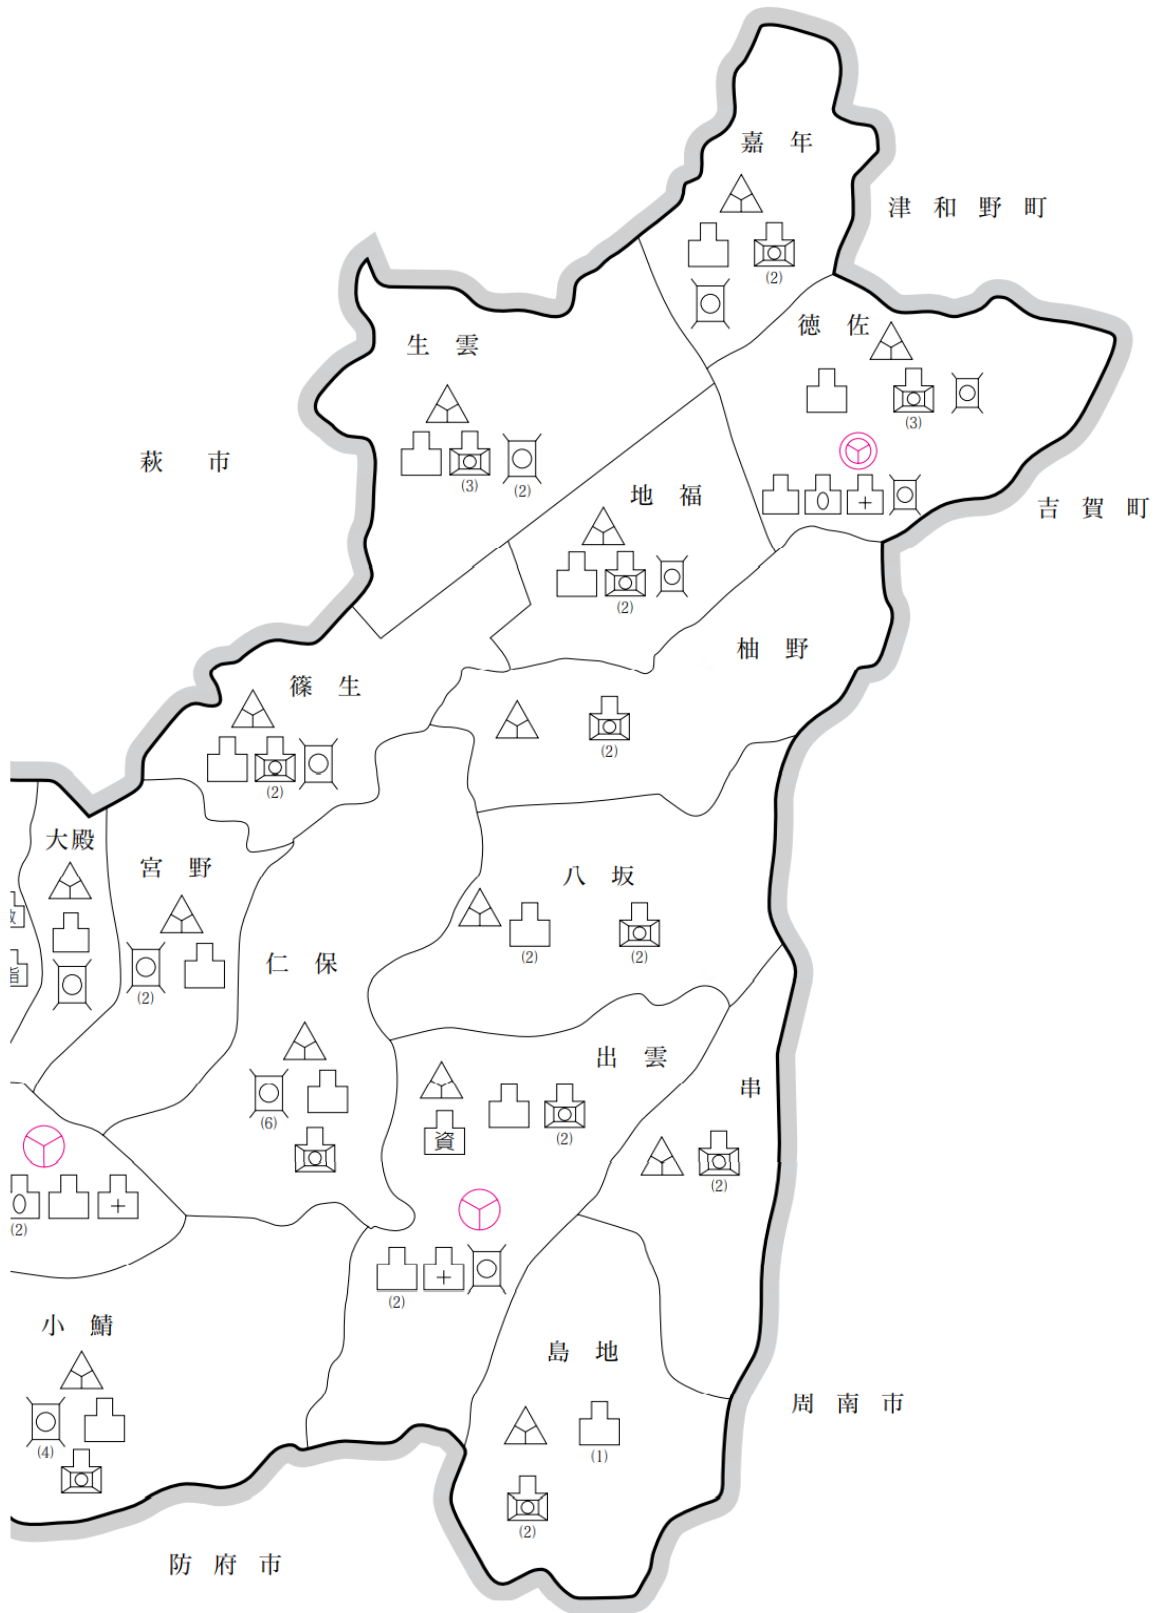 嘉年
津和野町
(2)
徳佐
生雲
(3)
萩市
(3)
(2)
地福
吉賀町
(2)
柚野
篠生
(2)
(2)
大殿
宮野
八坂
(2)
(2)
仁保
(2)
出雲
串
(6)
(2)
資
(2)
(2)
(2)
小鯖
島地
周南市
(4)
(1)
(2)
防府市